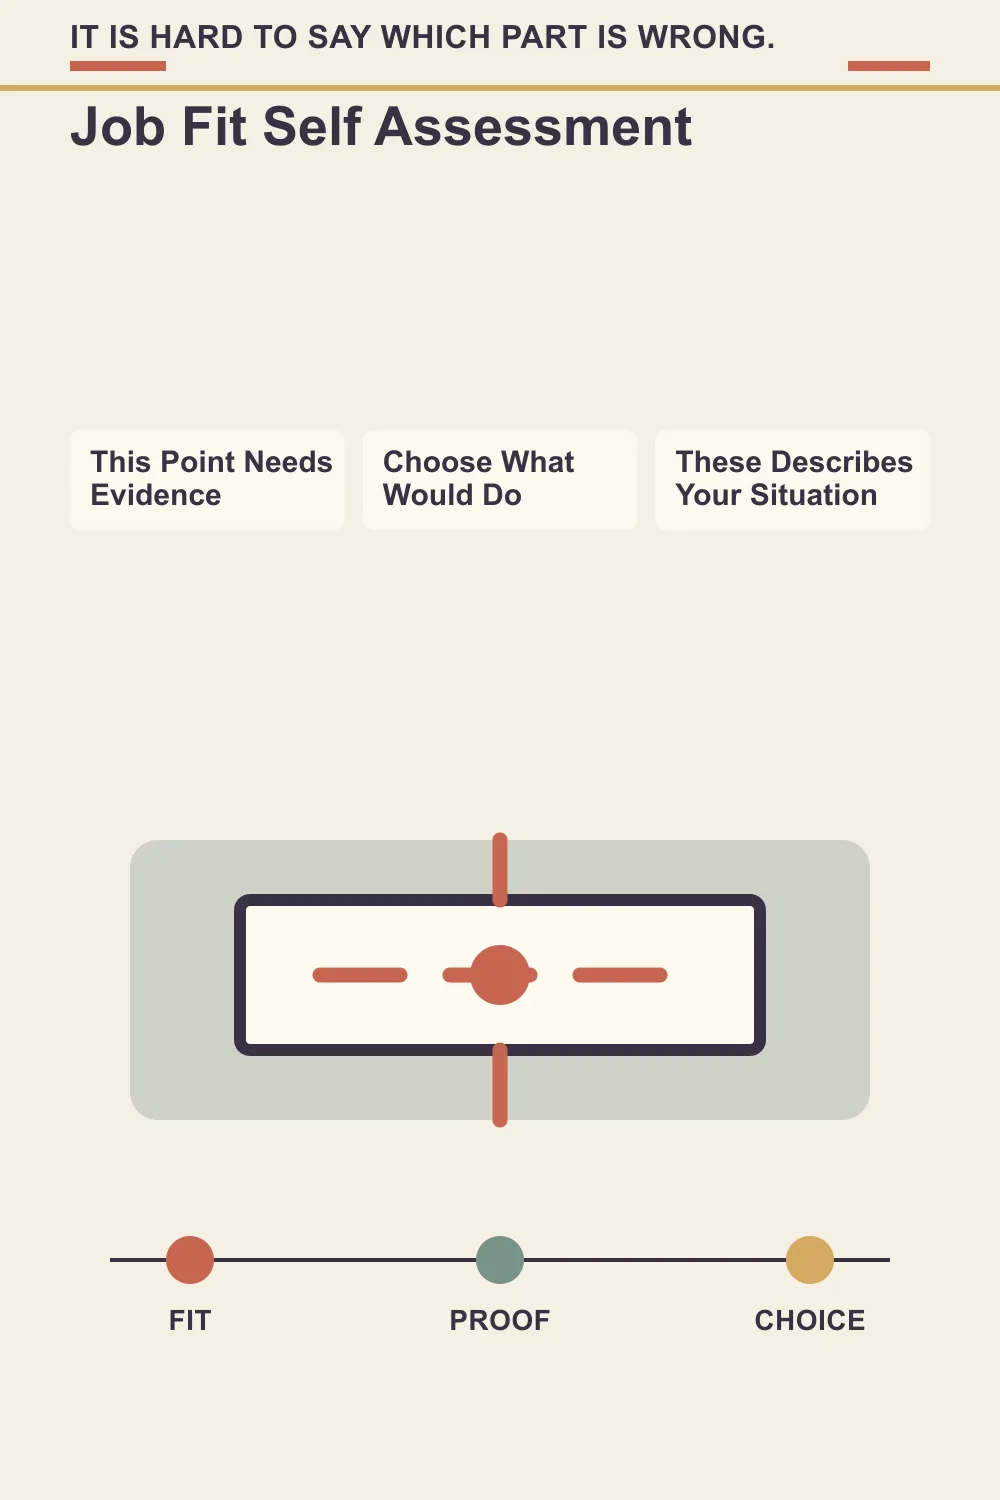 IT IS HARD TO SAY WHICH PART IS WRONG.
Job Fit Self Assessment
This Point Needs
Evidence
Choose What
Would Do
These Describes
Your Situation
FIT
PROOF
CHOICE